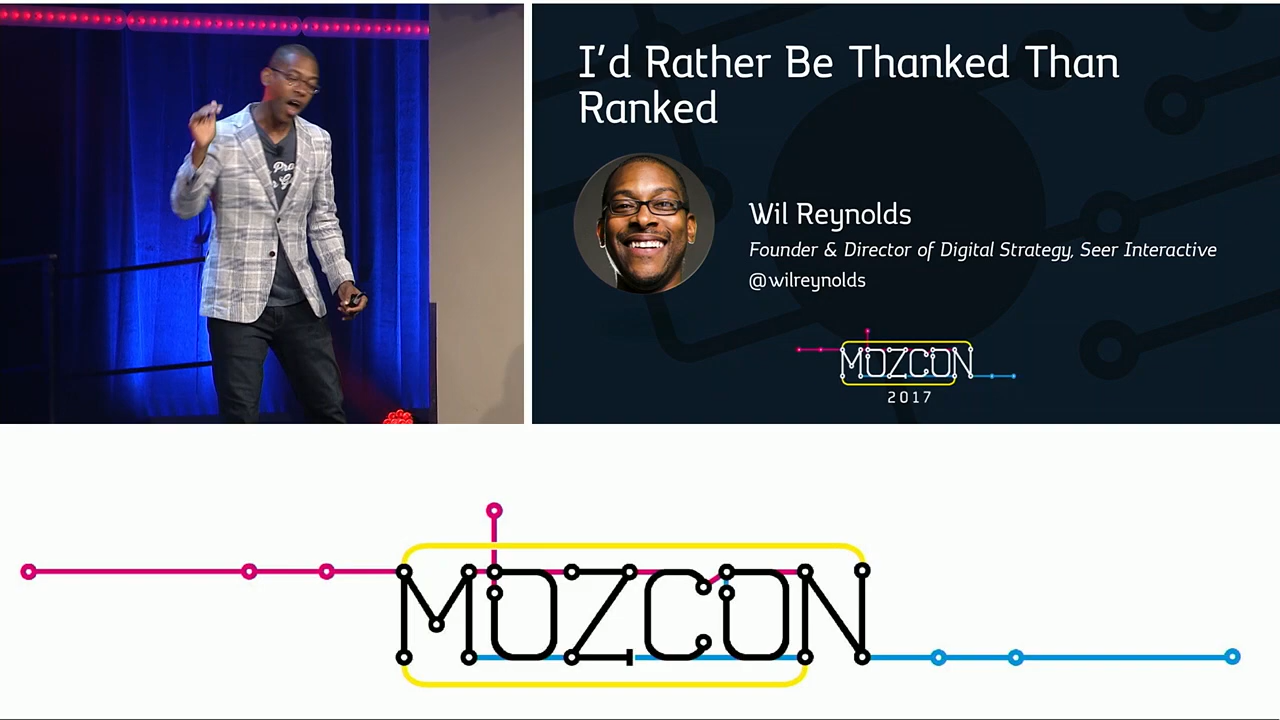 I'd Rather Be Thanked Than
Ranked
Wil Reynolds
Founder & Director of Digital Strategy, Seer Interactive
@wilreynolds
MOZCON
2017
MOZCON